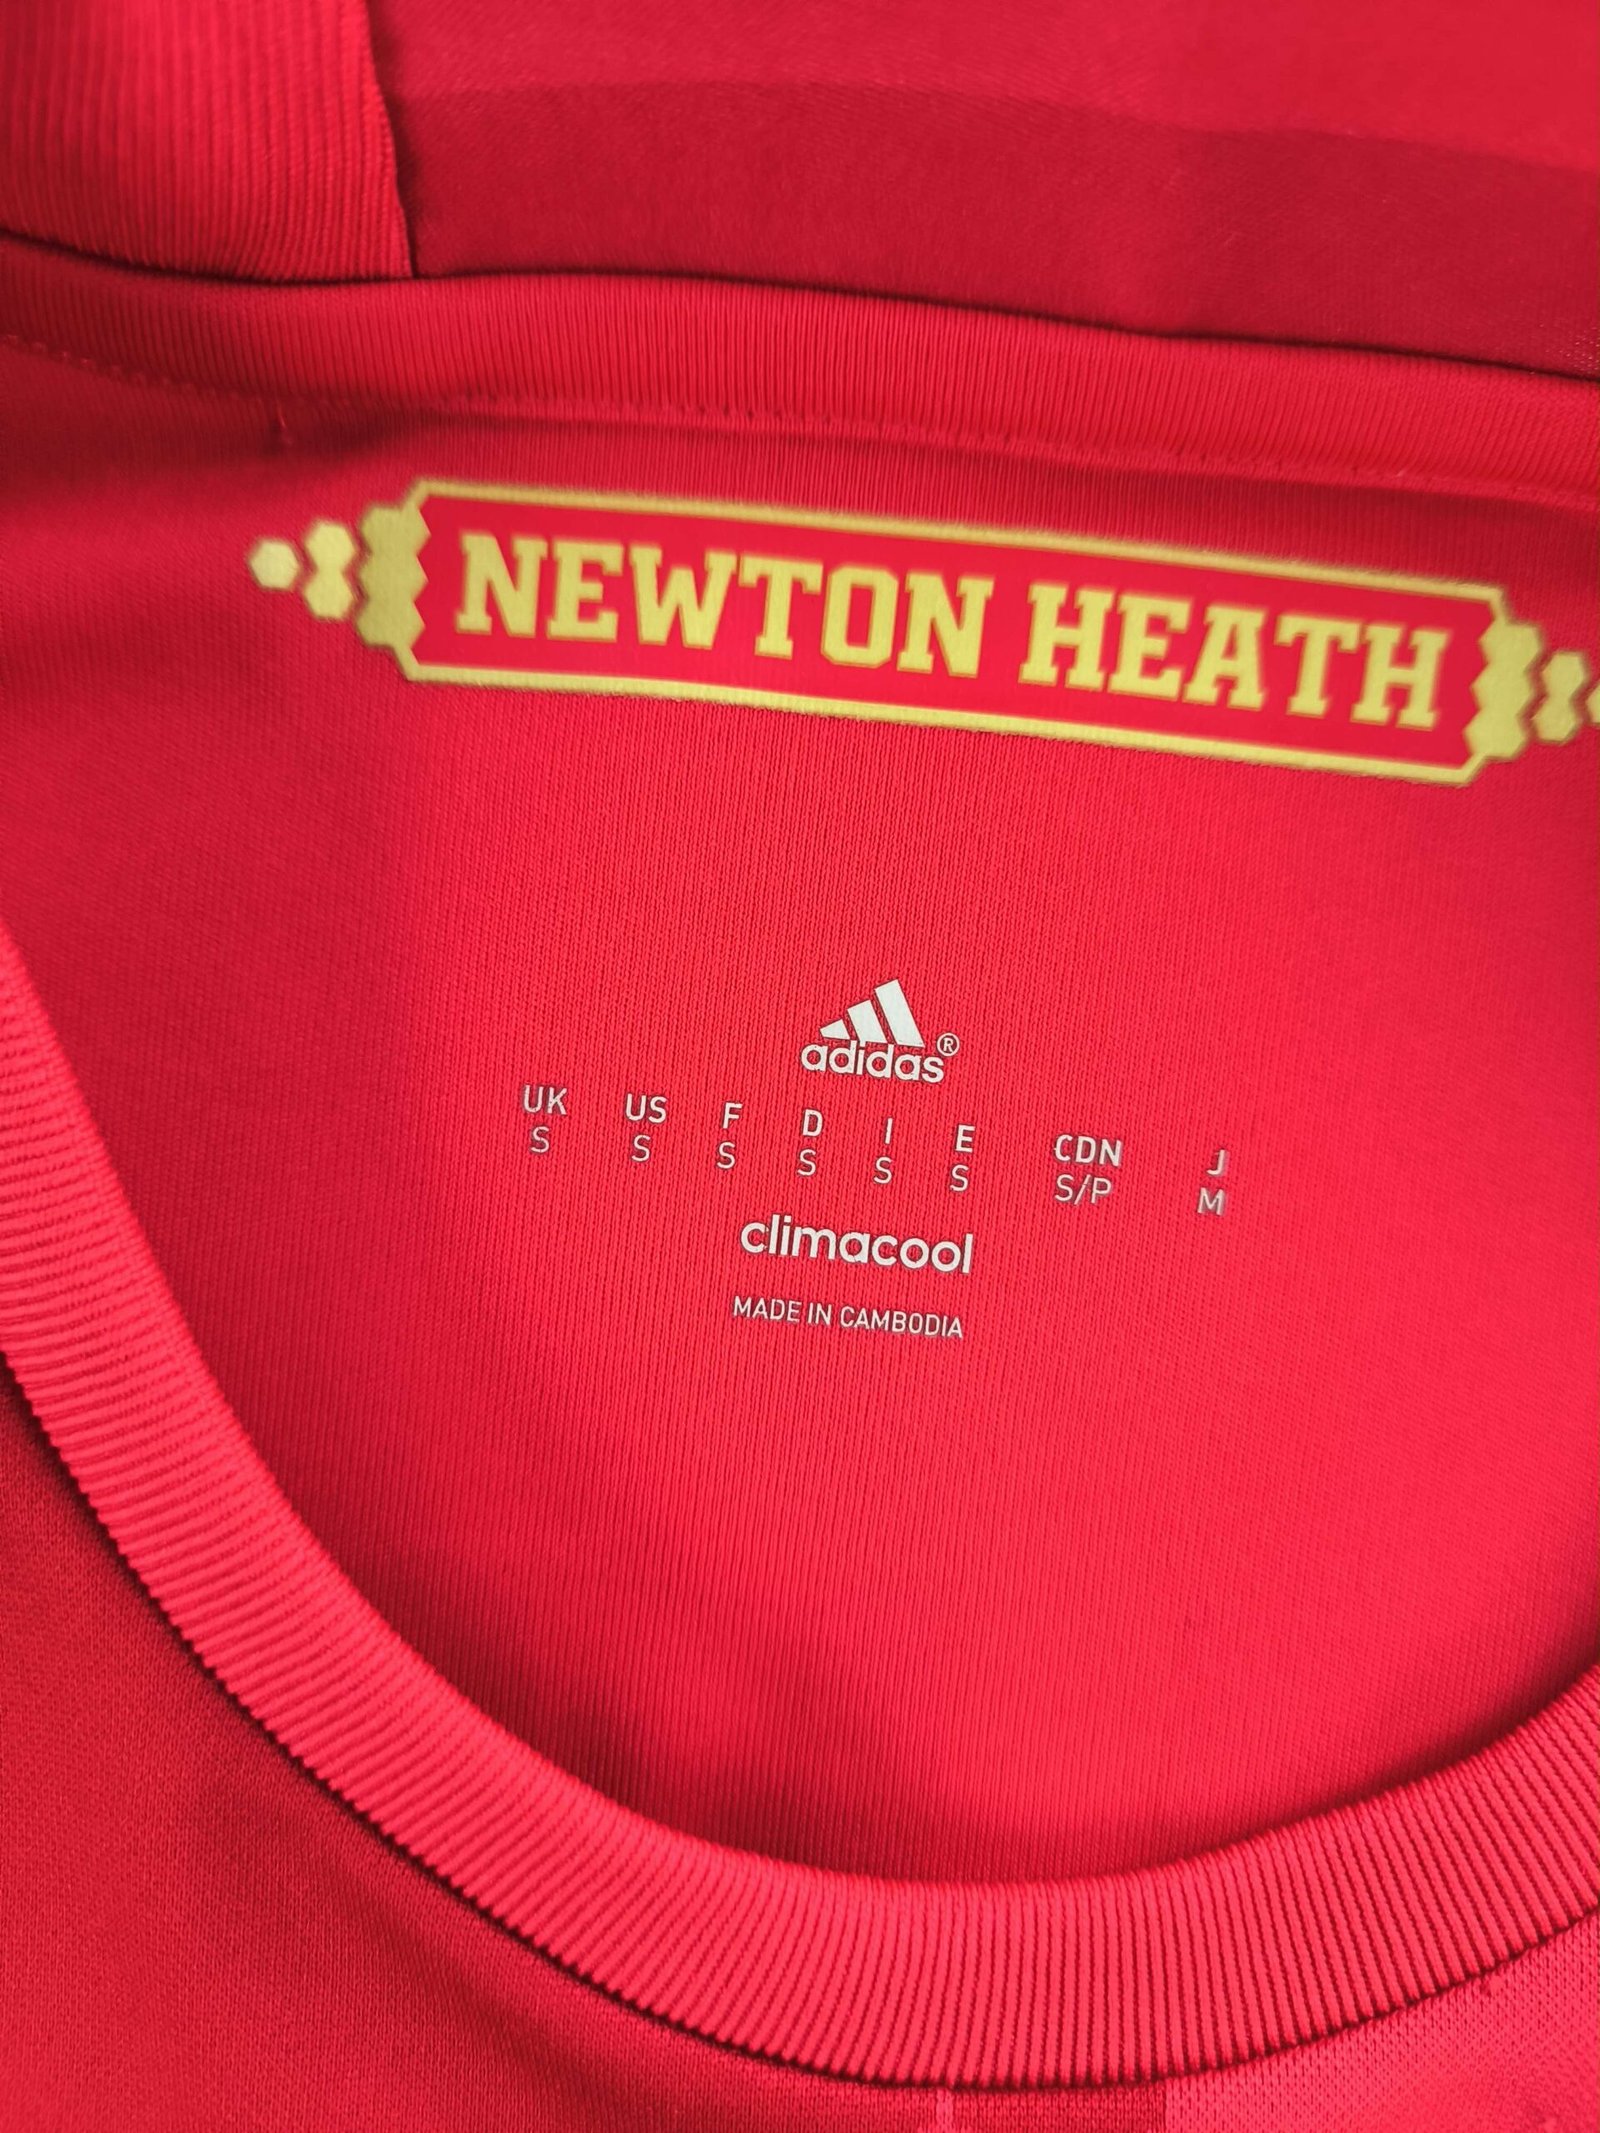 NEWTON HEATH
adidas®
UK US F D I E CDN J
S S S S S S S/P M
climacool
MADE IN CAMBODIA